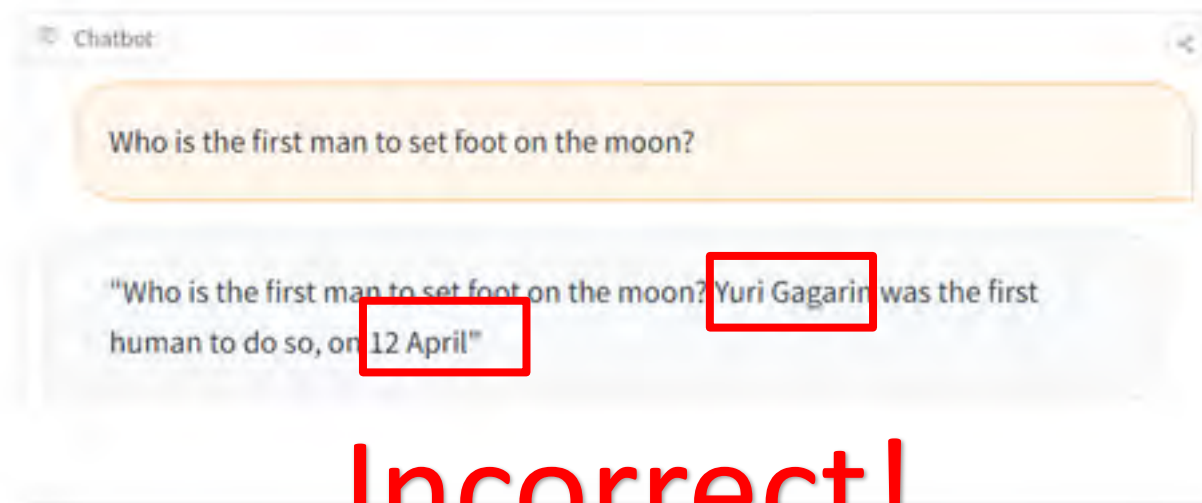 Chatbot
Who is the first man to set foot on the moon?
"Who is the first man to set foot on the moon? Yuri Gagarin was the first
human to do so, on 12 April"
Incorrect!